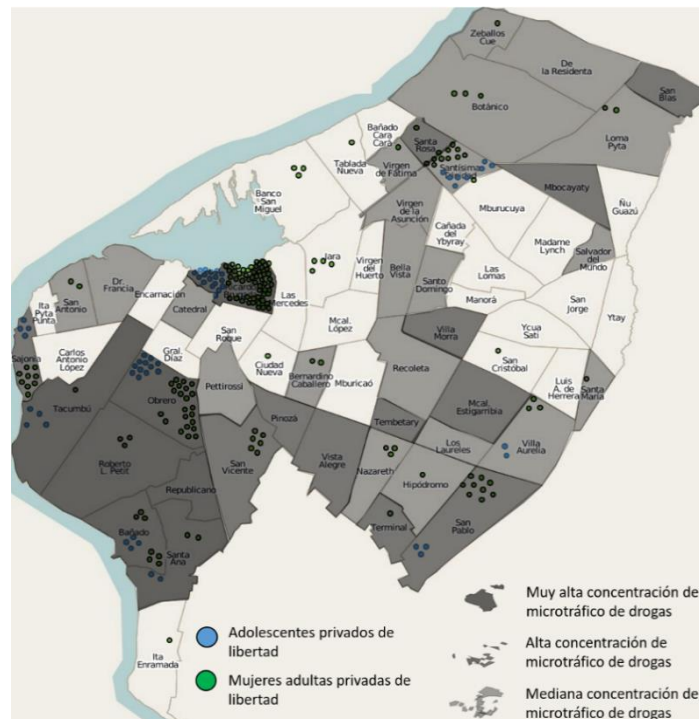 Zeballos
Cue
De
la Residenta
San
Blas
Botánico
Loma
Pyta
Bañado
Cara
Cará
Santa
Rosa
Tablada
Nueva
Virgen
de Fátima
Santísima
Mbocayaty
Banco
San
Miguel
Virgen
de la
Asunción
Mburucuya
Ñu
Guazú
Cañada
del
Ybyray
Madame
Lynch
Salvador
del
Mundo
Jara
Virgen
del
Huerto
Bella
Vista
Santo
Domingo
Las
Lomas
Dr.
Francia
San
Antonio
Ita
Pyta
Punta
Encarnación
Catedral
Ricardo
Las
Mercedes
Manorá
San
Jorge
Ytay
San
Roque
Mcal.
López
Villa
Morra
Ycua
Sati
Sajonia
Carlos
Antonio
López
Gral.
Díaz
Ciudad
Nueva
Bernardino
Caballero
Mburicaó
Recoleta
San
Cristóbal
Luis
A. de
Herrera
Santa
María
Tacumbú
Obrero
Pettirossi
Pinozá
Tembetary
Mcal.
Estigarribia
Roberto
L. Petit
San
Vicente
Vista
Alegre
Nazareth
Los
Laureles
Villa
Aurelia
Republicano
Hipódromo
Bañado
Santa
Ana
Terminal
San
Pablo
Ita
Enramada
Adolescentes privados de
libertad
Mujeres adultas privadas de
libertad
Muy alta concentración de
microtráfico de drogas
Alta concentración de
microtráfico de drogas
Mediana concentración de
microtráfico de drogas